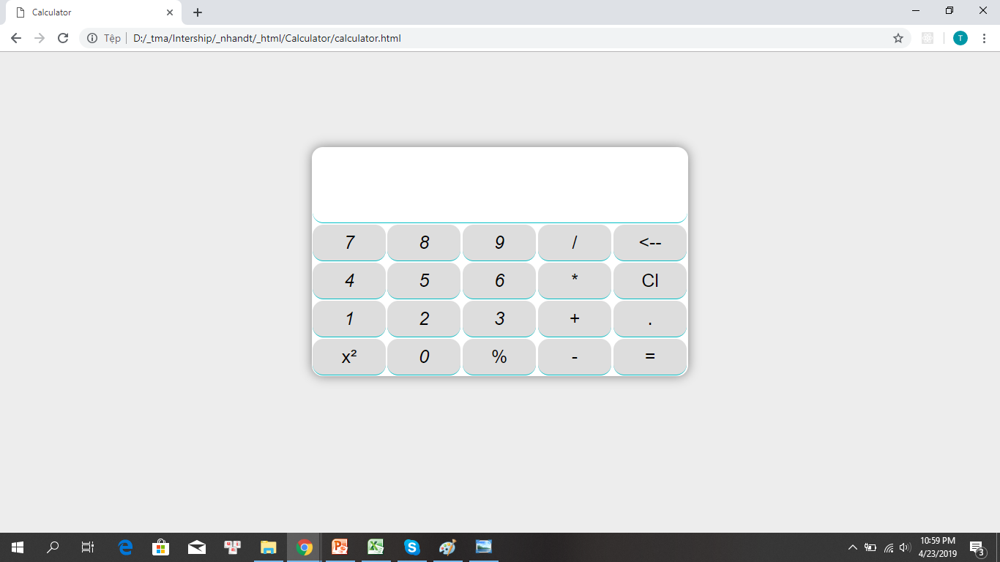 Calculator
Tệp D:/_tma/Intership/_nhandt/_html/Calculator/calculator.html T
7 8 9 / <--
4 5 6 * Cl
1 2 3 + .
x² 0 % - =
10:59 PM
4/23/2019
3